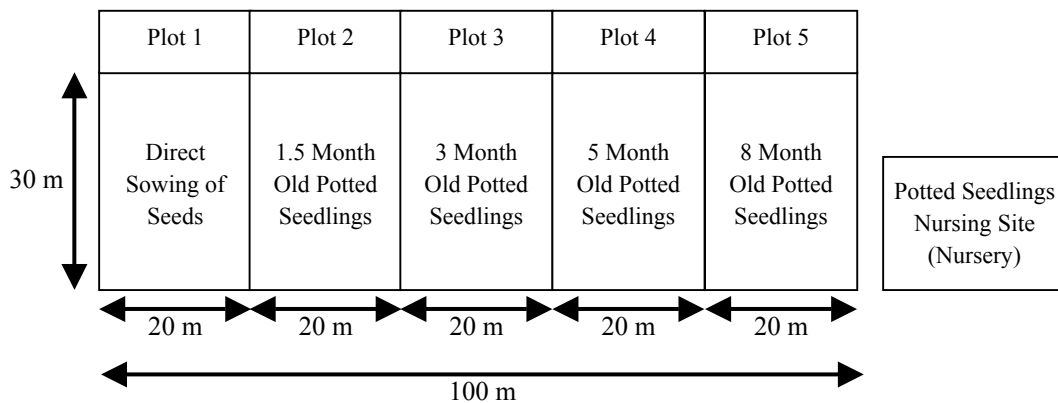 Plot 1
Plot 2
Plot 3
Plot 4
Plot 5
30 m
Direct
Sowing of
Seeds
1.5 Month
Old Potted
Seedlings
3 Month
Old Potted
Seedlings
5 Month
Old Potted
Seedlings
8 Month
Old Potted
Seedlings
Potted Seedlings
Nursing Site
(Nursery)
20 m
20 m
20 m
20 m
20 m
100 m